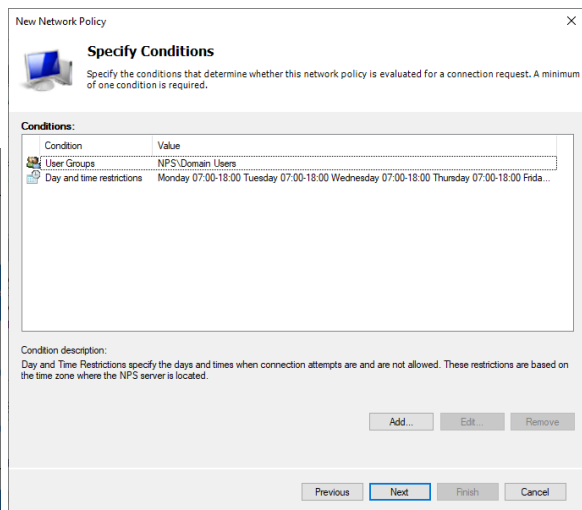 New Network Policy
Specify Conditions
Specify the conditions that determine whether this network policy is evaluated for a connection request. A minimum
of one condition is required.
Conditions:
Condition Value
User Groups NPS\Domain Users
Day and time restrictions Monday 07:00-18:00 Tuesday 07:00-18:00 Wednesday 07:00-18:00 Thursday 07:00-18:00 Frida...
Condition description:
Day and Time Restrictions specify the days and times when connection attempts are and are not allowed. These restrictions are based on
the time zone where the NPS server is located.
Add... Edit... Remove
Previous Next Finish Cancel